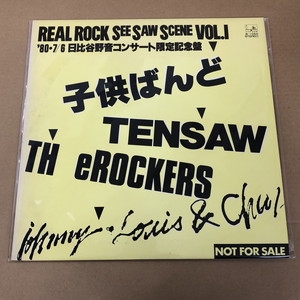 REAL ROCK SEE SAW SCENE VOL.1
'80・7/6 日比谷野音コンサート限定記念盤
子供ばんど
TENSAW
TH eROCKERS
Johnny・Louis & Char
NOT FOR SALE